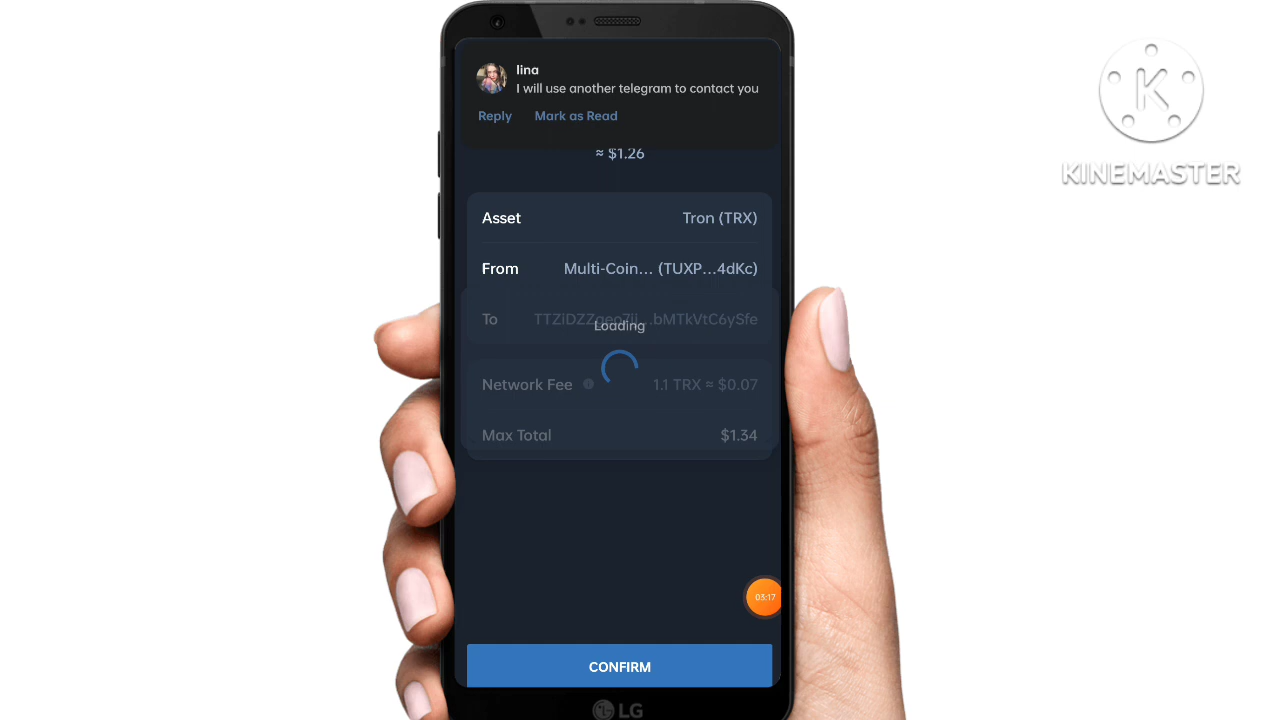 lina
I will use another telegram to contact you
Reply Mark as Read
≈ $1.26
Asset Tron (TRX)
From Multi-Coin... (TUXP...4dKc)
To ...bMTkVtC6ySfe
Loading
Network Fee 1.1 TRX ≈ $0.07
Max Total $1.34
03:17
CONFIRM
LG
K
KINEMASTER